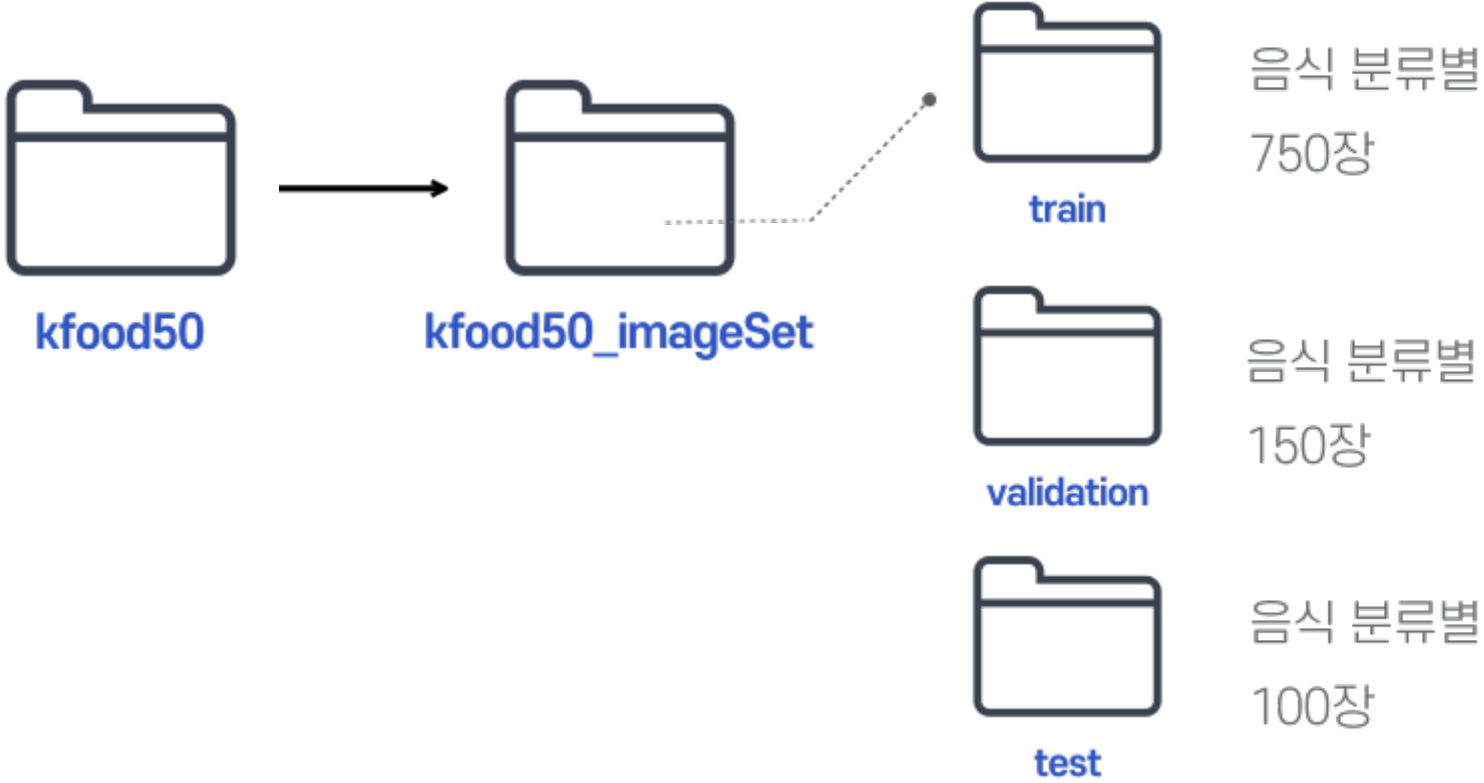 kfood50
kfood50_imageSet
음식 분류별
750장
train
음식 분류별
150장
validation
음식 분류별
100장
test